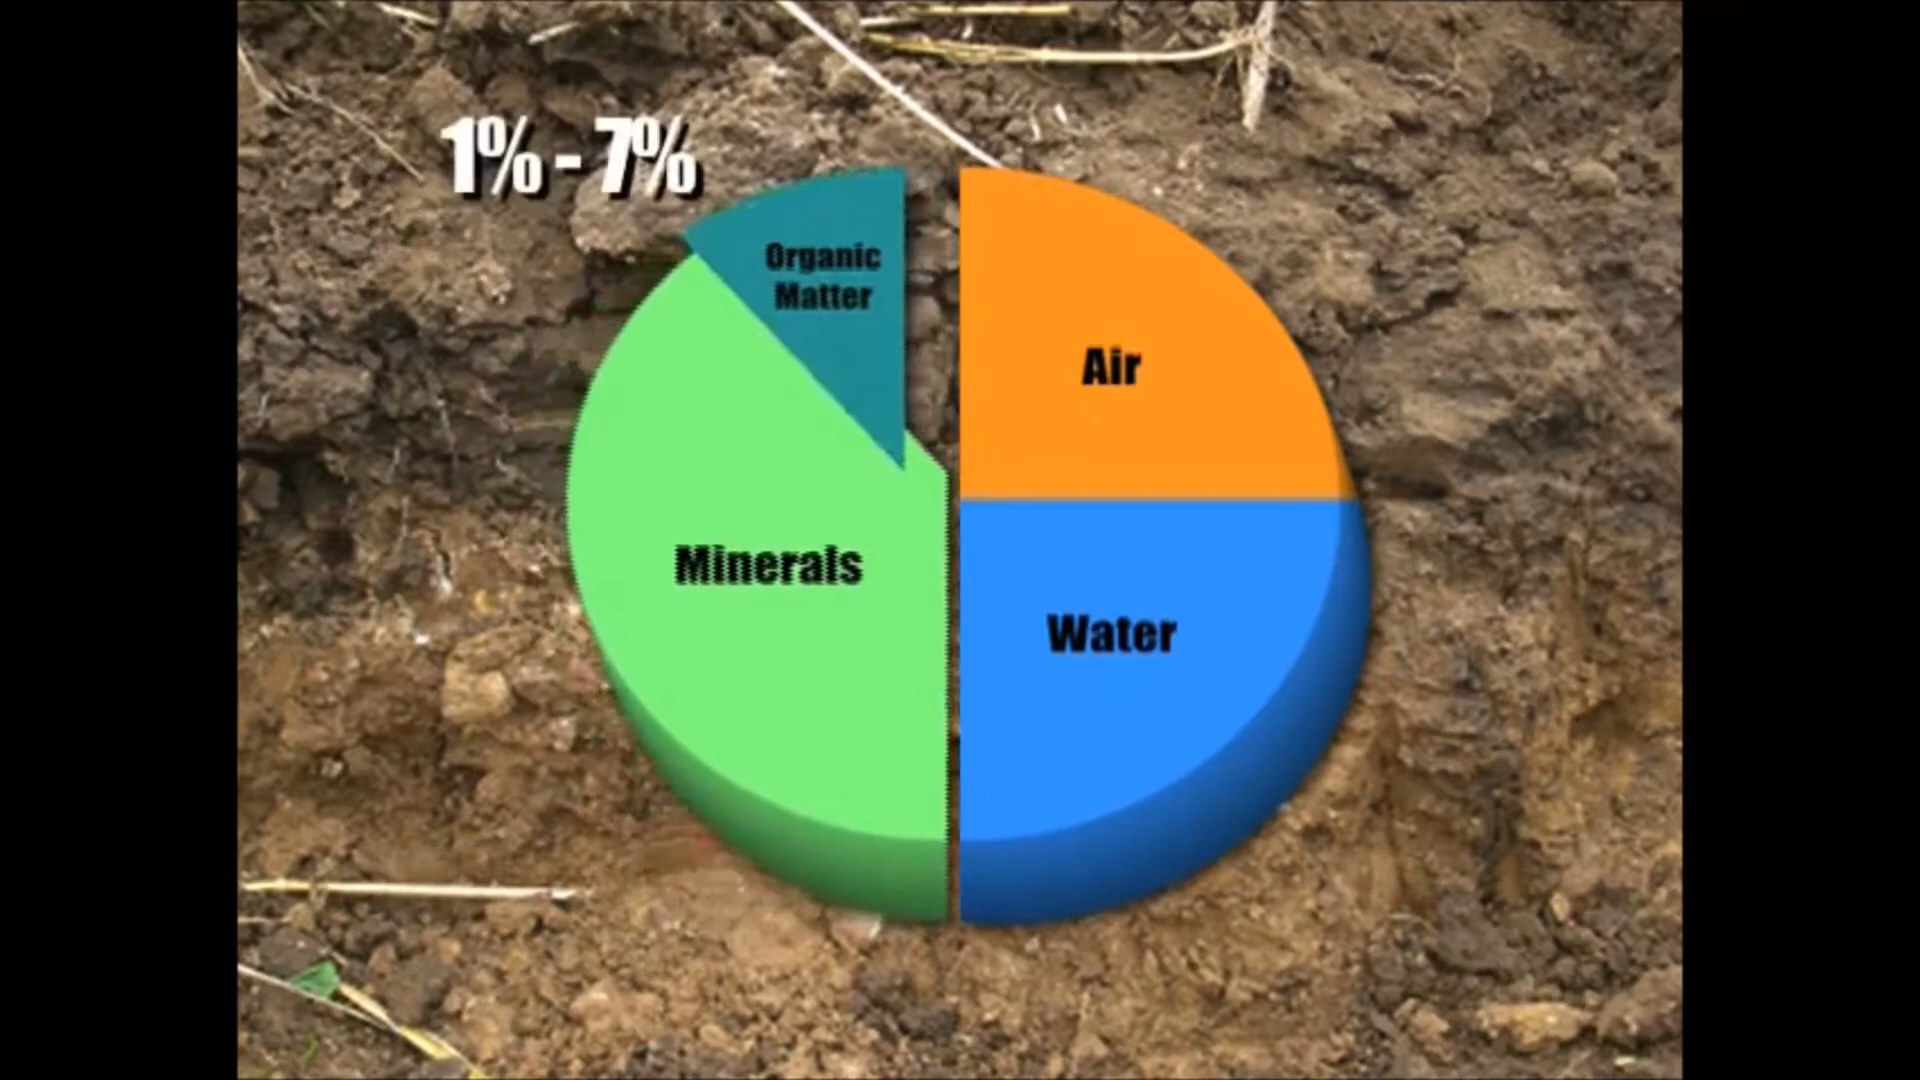 1% - 7%
Organic
Matter
Air
Minerals
Water